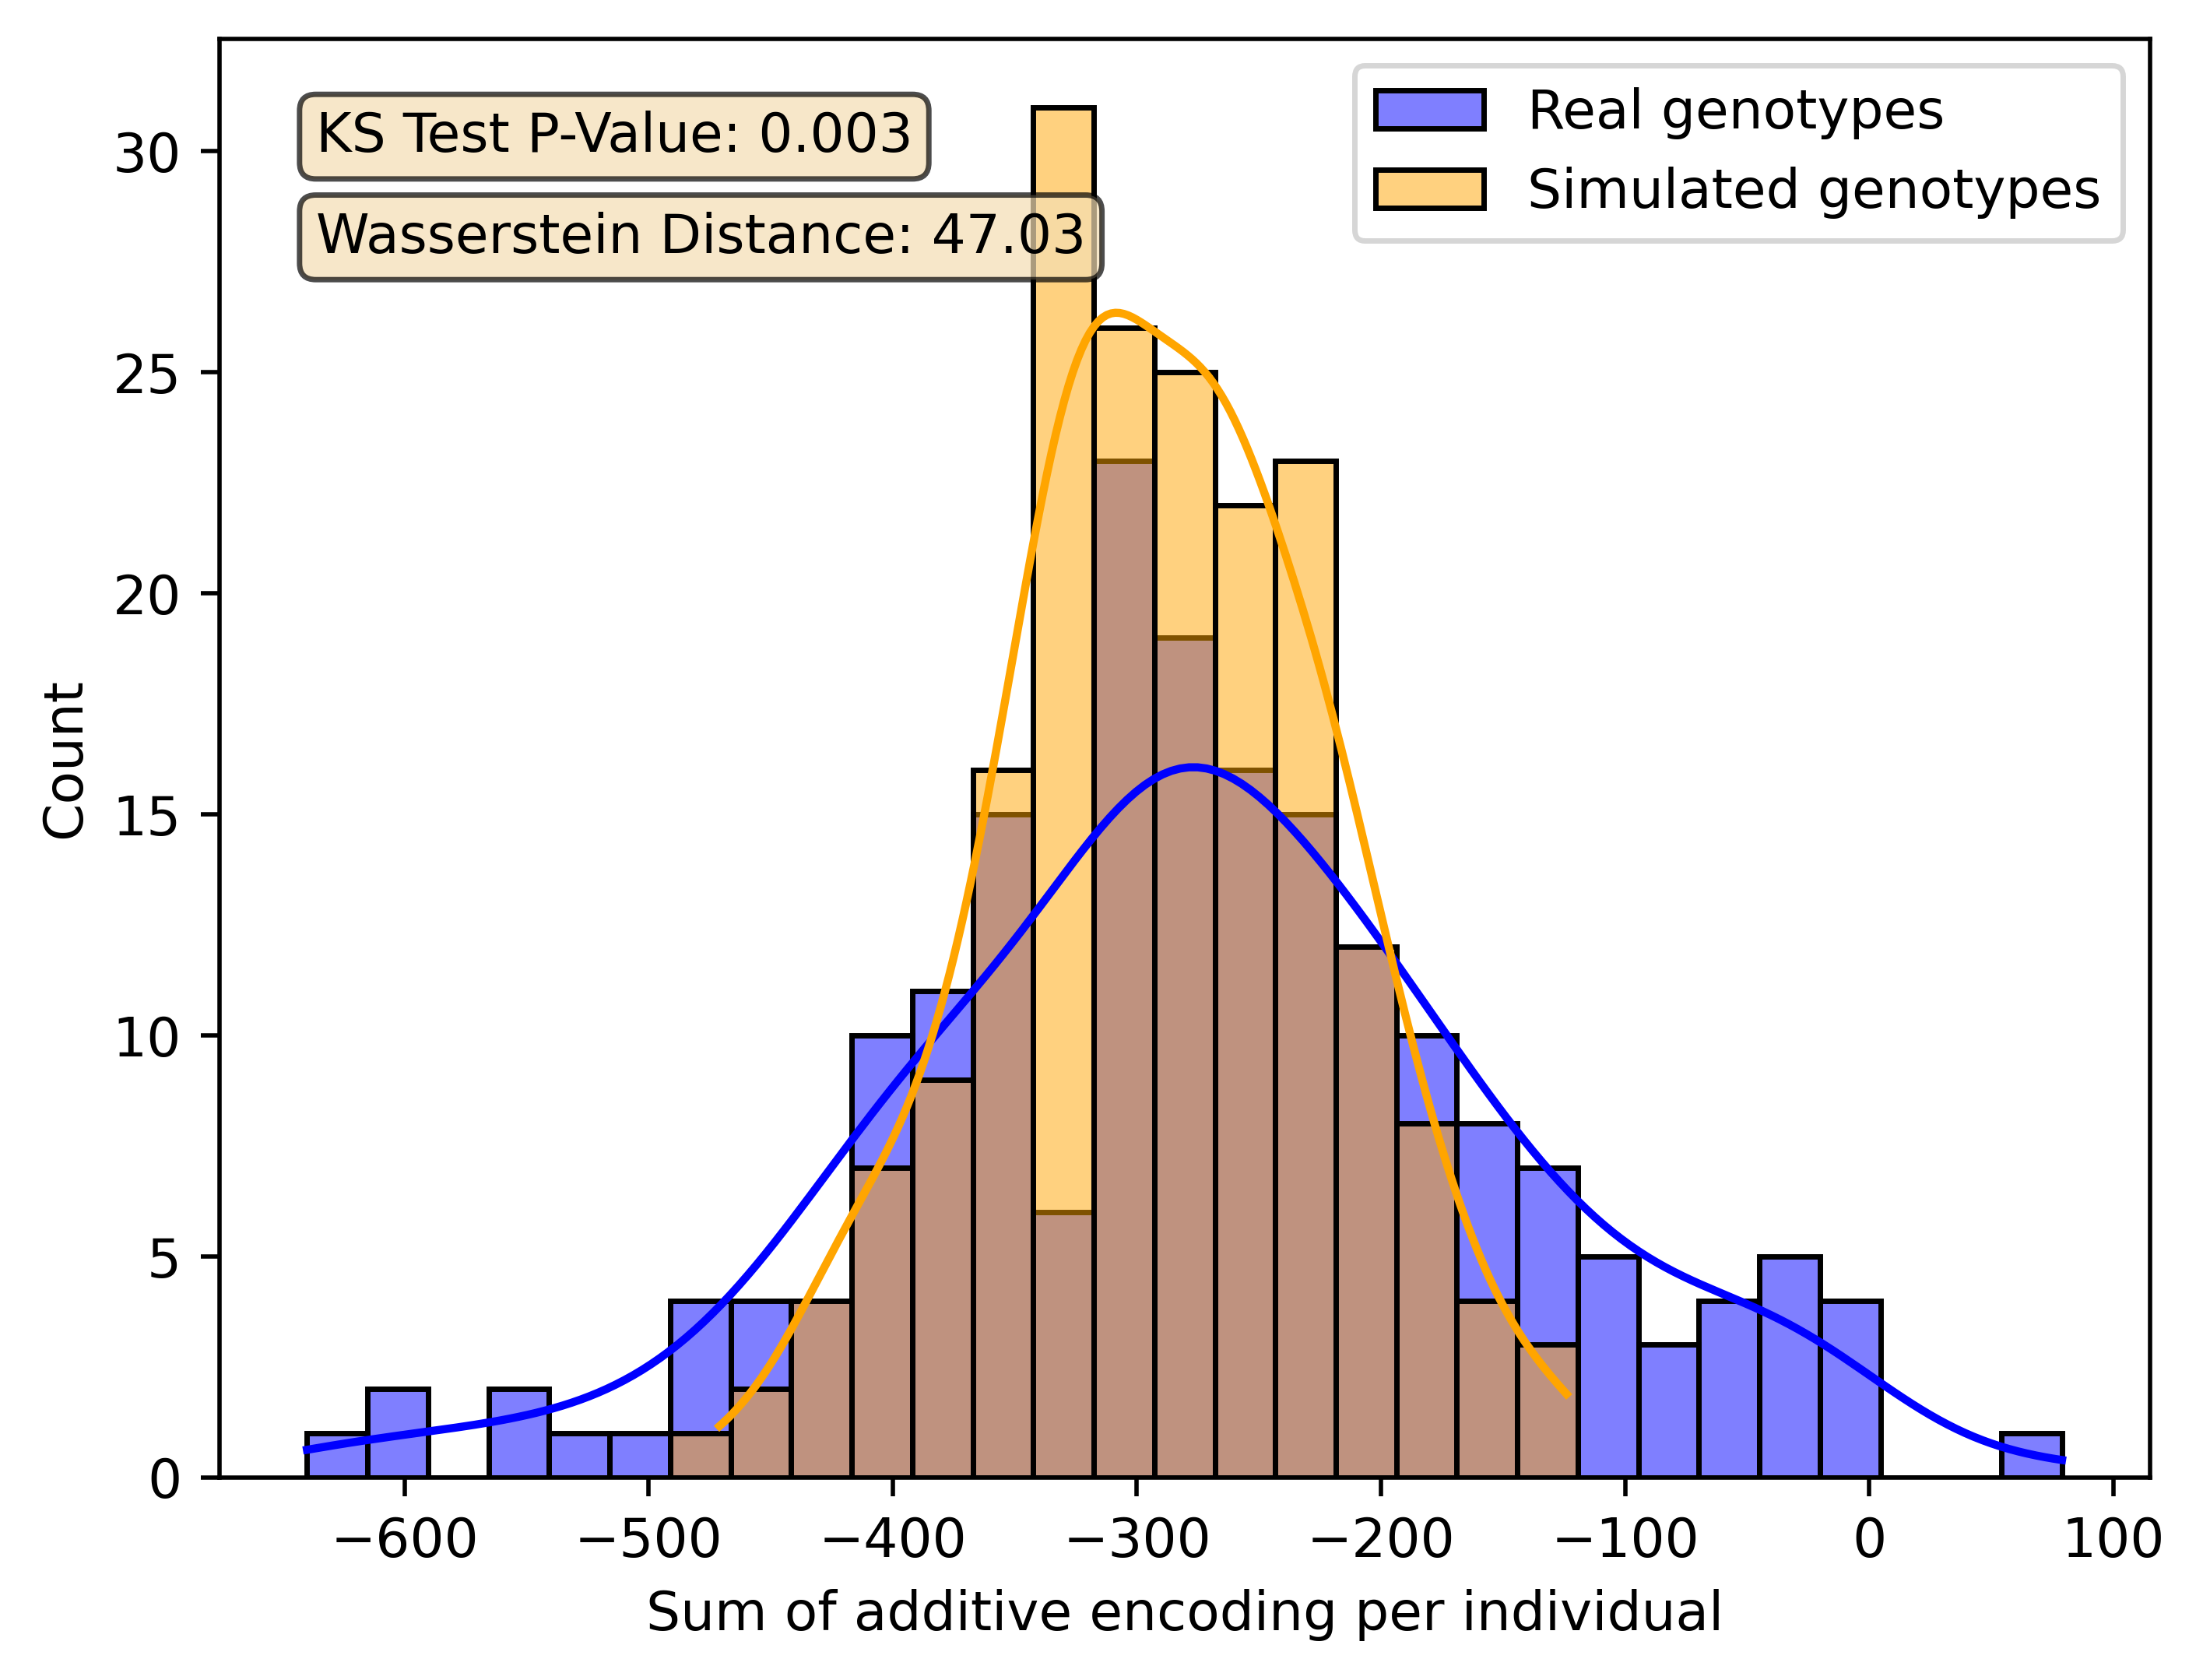 KS Test P-Value: 0.003
Wasserstein Distance: 47.03
Real genotypes
Simulated genotypes
Count
30
25
20
15
10
5
0
−600 −500 −400 −300 −200 −100 0 100
Sum of additive encoding per individual